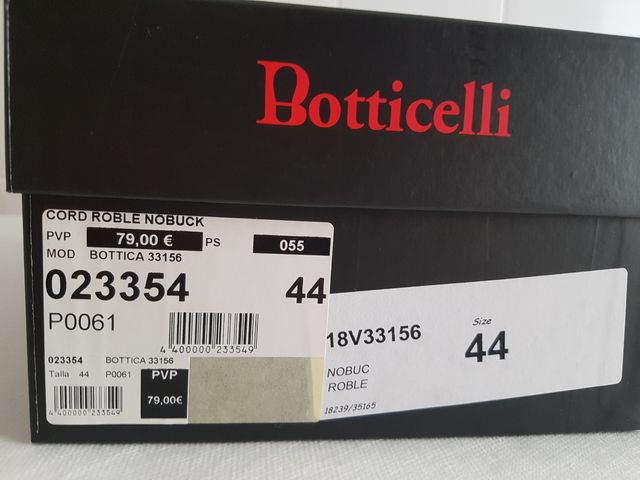 Botticelli
CORD ROBLE NOBUCK
PVP 79,00 € PS 055
MOD BOTTICA 33156
023354 44
P0061
4 400000 233549
023354 BOTTICA 33156
Talla 44 P0061 PVP
79,00€
4 400000 233549
18V33156
Size
44
NOBUC
ROBLE
18239/35165